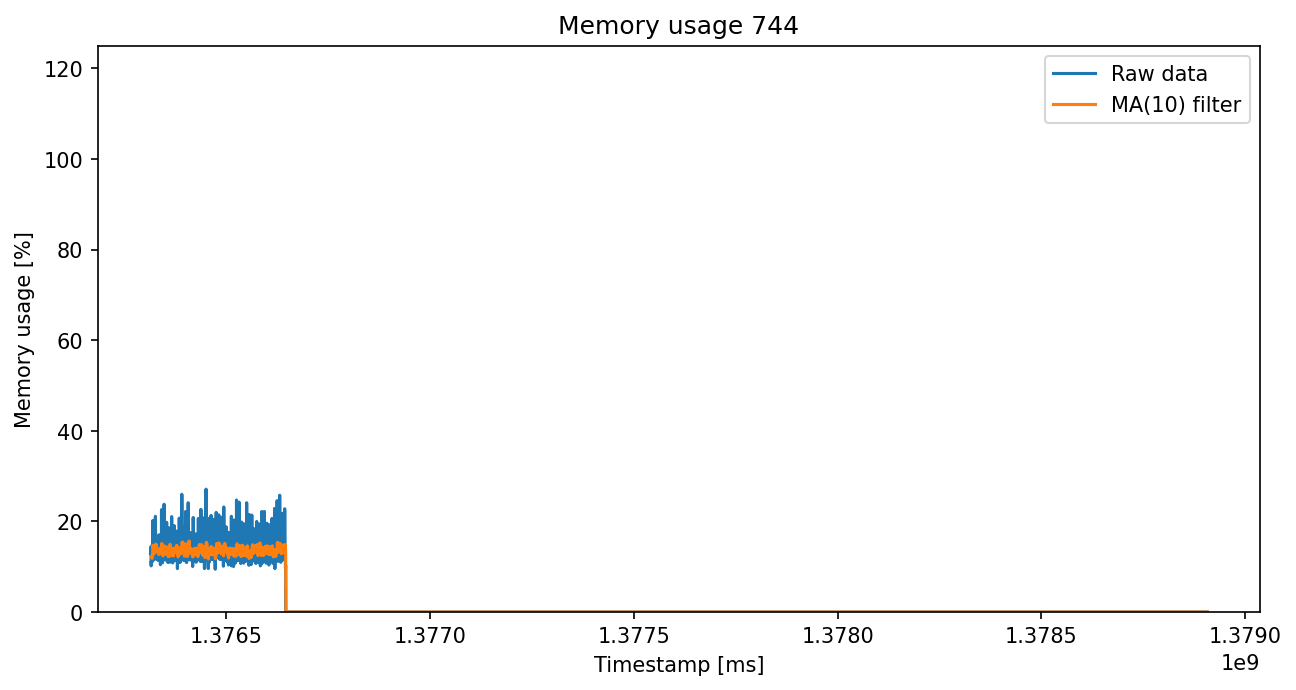 Memory usage 744
Raw data
MA(10) filter
Memory usage [%]
120
100
80
60
40
20
0
1.3765 1.3770 1.3775 1.3780 1.3785 1.3790
1e9
Timestamp [ms]